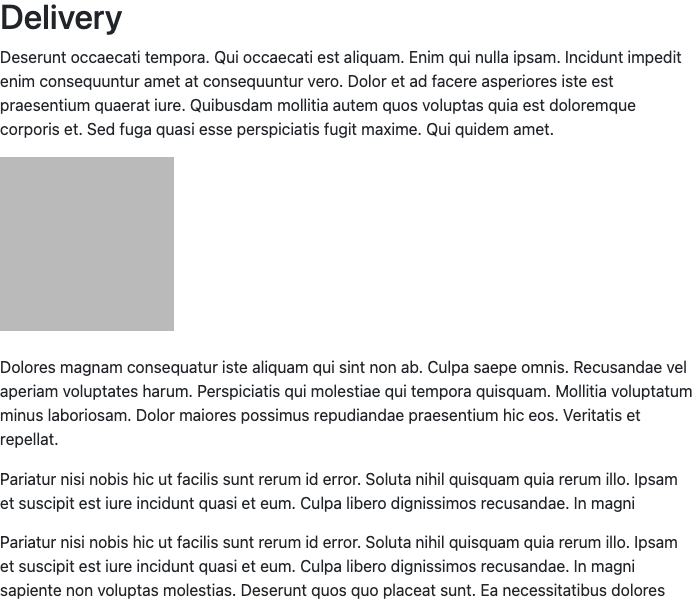 Delivery
Deserunt occaecati tempora. Qui occaecati est aliquam. Enim qui nulla ipsam. Incidunt impedit
enim consequuntur amet at consequuntur vero. Dolor et ad facere asperiores iste est
praesentium quaerat iure. Quibusdam mollitia autem quos voluptas quia est doloremque
corporis et. Sed fuga quasi esse perspiciatis fugit maxime. Qui quidem amet.
Dolores magnam consequatur iste aliquam qui sint non ab. Culpa saepe omnis. Recusandae vel
aperiam voluptates harum. Perspiciatis qui molestiae qui tempora quisquam. Mollitia voluptatum
minus laboriosam. Dolor maiores possimus repudiandae praesentium hic eos. Veritatis et
repellat.
Pariatur nisi nobis hic ut facilis sunt rerum id error. Soluta nihil quisquam quia rerum illo. Ipsam
et suscipit est iure incidunt quasi et eum. Culpa libero dignissimos recusandae. In magni
Pariatur nisi nobis hic ut facilis sunt rerum id error. Soluta nihil quisquam quia rerum illo. Ipsam
et suscipit est iure incidunt quasi et eum. Culpa libero dignissimos recusandae. In magni
sapiente non voluptas molestias. Deserunt quos quo placeat sunt. Ea necessitatibus dolores